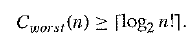 C_worst(n) ≥ ⌈log₂ n!⌉.